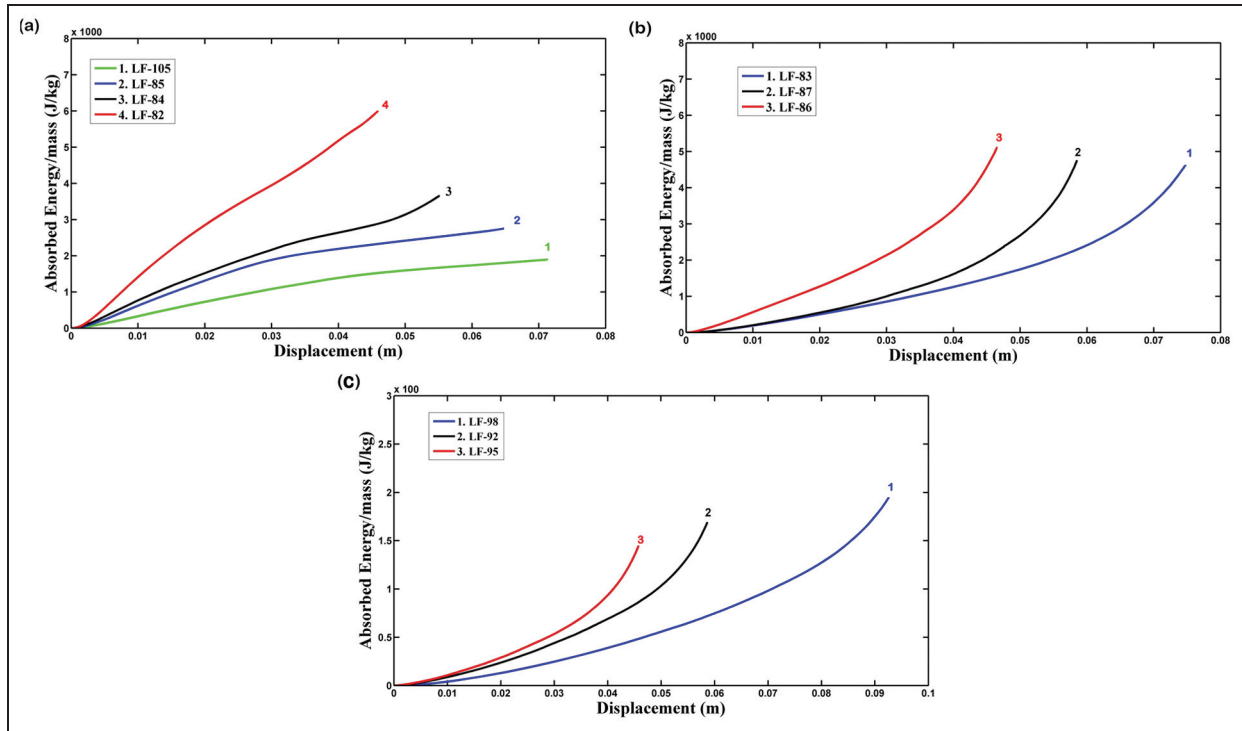 (a)
x 1000
8
7
6
5
4
3
2
1
0
Absorbed Energy/mass (J/kg)
1. LF-105
2. LF-85
3. LF-84
4. LF-82
4
3
2
1
0 0.01 0.02 0.03 0.04 0.05 0.06 0.07 0.08
Displacement (m)
(b)
x 1000
8
7
6
5
4
3
2
1
0
Absorbed Energy/mass (J/kg)
1. LF-83
2. LF-87
3. LF-86
3
2
1
0 0.01 0.02 0.03 0.04 0.05 0.06 0.07 0.08
Displacement (m)
(c)
x 100
3
2.5
2
1.5
1
0.5
0
Absorbed Energy/mass (J/kg)
1. LF-98
2. LF-92
3. LF-95
3
2
1
0 0.01 0.02 0.03 0.04 0.05 0.06 0.07 0.08 0.09 0.1
Displacement (m)